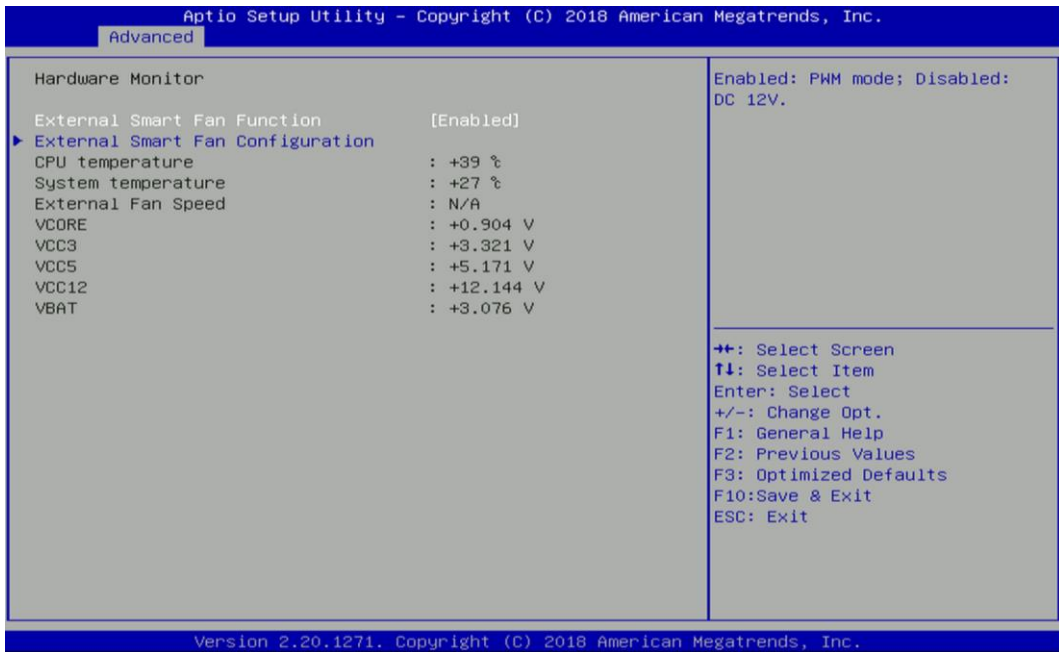 Aptio Setup Utility – Copyright (C) 2018 American Megatrends, Inc.
Advanced
Hardware Monitor
External Smart Fan Function [Enabled]
▶ External Smart Fan Configuration
CPU temperature : +39 ℃
System temperature : +27 ℃
External Fan Speed : N/A
VCORE : +0.904 V
VCC3 : +3.321 V
VCC5 : +5.171 V
VCC12 : +12.144 V
VBAT : +3.076 V
Enabled: PWM mode; Disabled:
DC 12V.
→←: Select Screen
↑↓: Select Item
Enter: Select
+/-: Change Opt.
F1: General Help
F2: Previous Values
F3: Optimized Defaults
F10:Save & Exit
ESC: Exit
Version 2.20.1271. Copyright (C) 2018 American Megatrends, Inc.